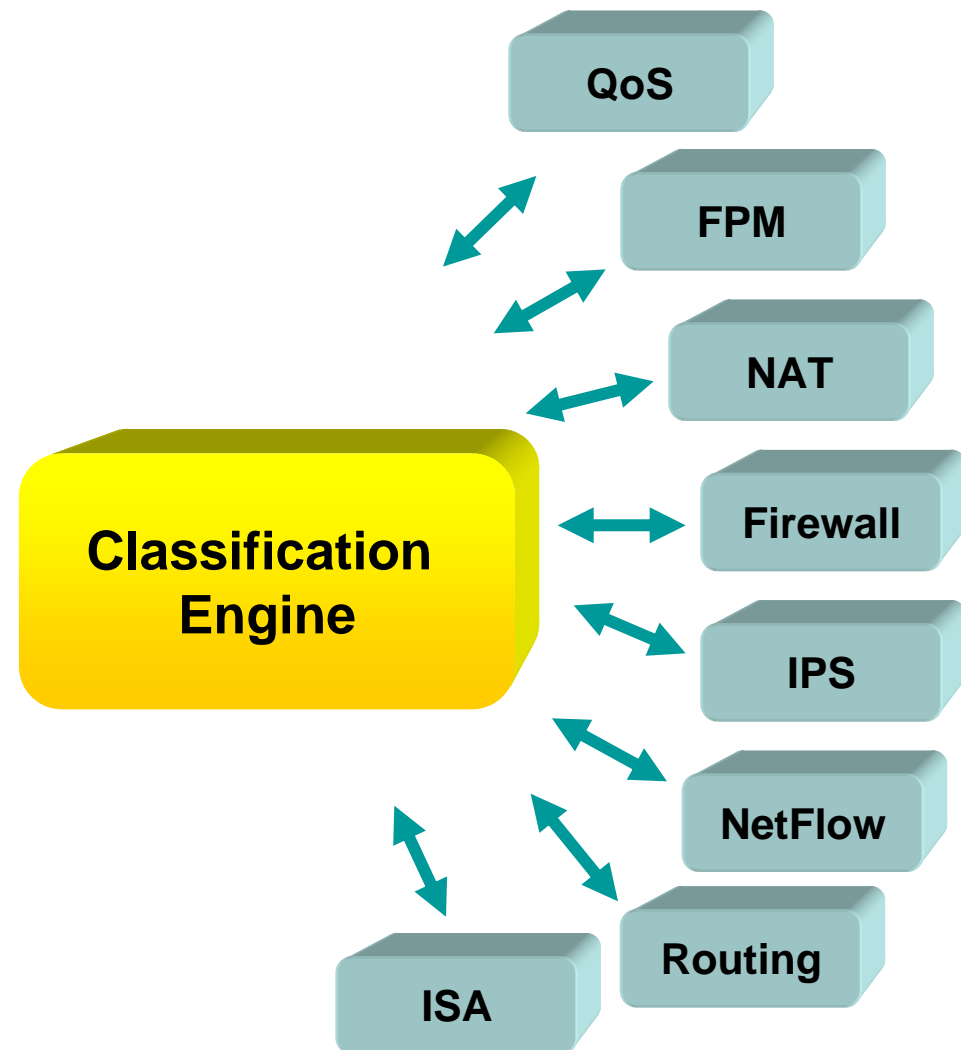 QoS
FPM
NAT
Classification
Engine
Firewall
IPS
NetFlow
Routing
ISA